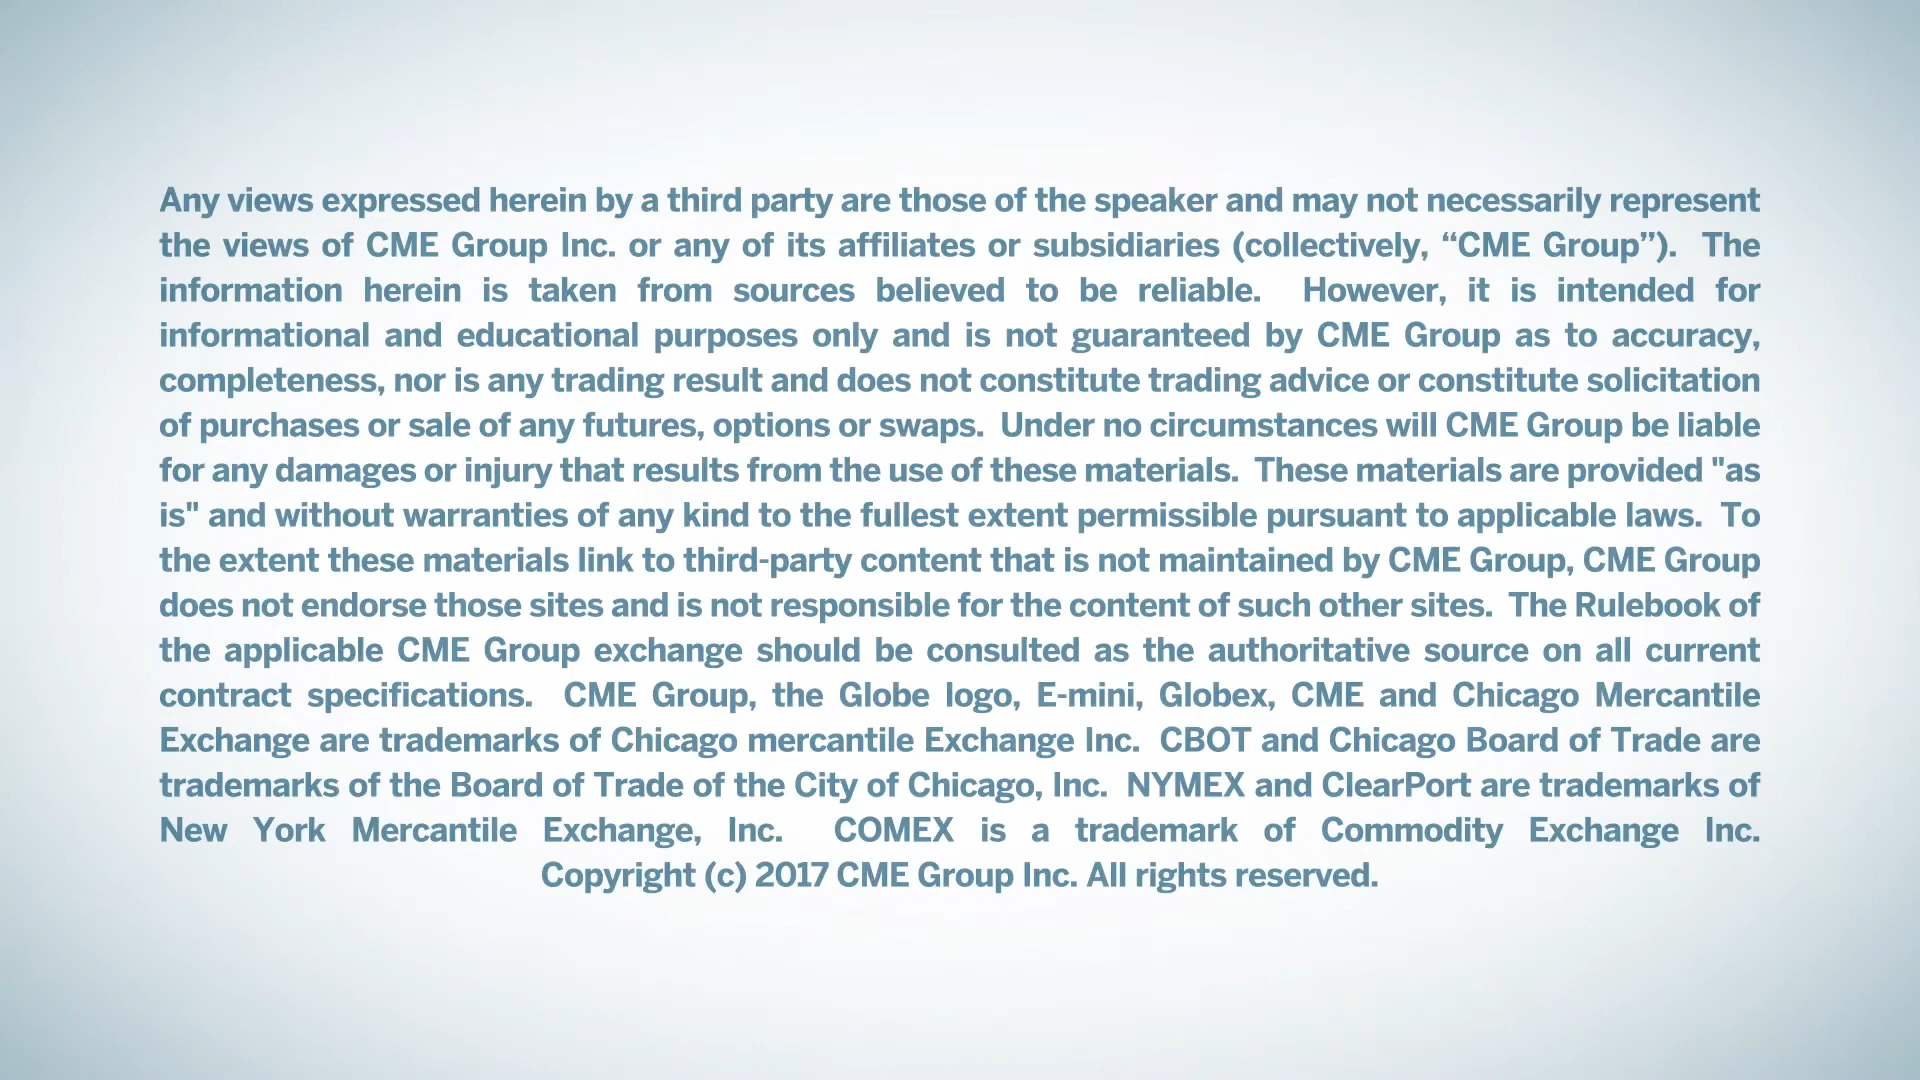 Any views expressed herein by a third party are those of the speaker and may not necessarily represent
the views of CME Group Inc. or any of its affiliates or subsidiaries (collectively, “CME Group”).  The
information herein is taken from sources believed to be reliable.  However, it is intended for
informational and educational purposes only and is not guaranteed by CME Group as to accuracy,
completeness, nor is any trading result and does not constitute trading advice or constitute solicitation
of purchases or sale of any futures, options or swaps.  Under no circumstances will CME Group be liable
for any damages or injury that results from the use of these materials.  These materials are provided "as
is" and without warranties of any kind to the fullest extent permissible pursuant to applicable laws.  To
the extent these materials link to third-party content that is not maintained by CME Group, CME Group
does not endorse those sites and is not responsible for the content of such other sites.  The Rulebook of
the applicable CME Group exchange should be consulted as the authoritative source on all current
contract specifications.  CME Group, the Globe logo, E-mini, Globex, CME and Chicago Mercantile
Exchange are trademarks of Chicago mercantile Exchange Inc.  CBOT and Chicago Board of Trade are
trademarks of the Board of Trade of the City of Chicago, Inc.  NYMEX and ClearPort are trademarks of
New York Mercantile Exchange, Inc.  COMEX is a trademark of Commodity Exchange Inc.
Copyright (c) 2017 CME Group Inc. All rights reserved.